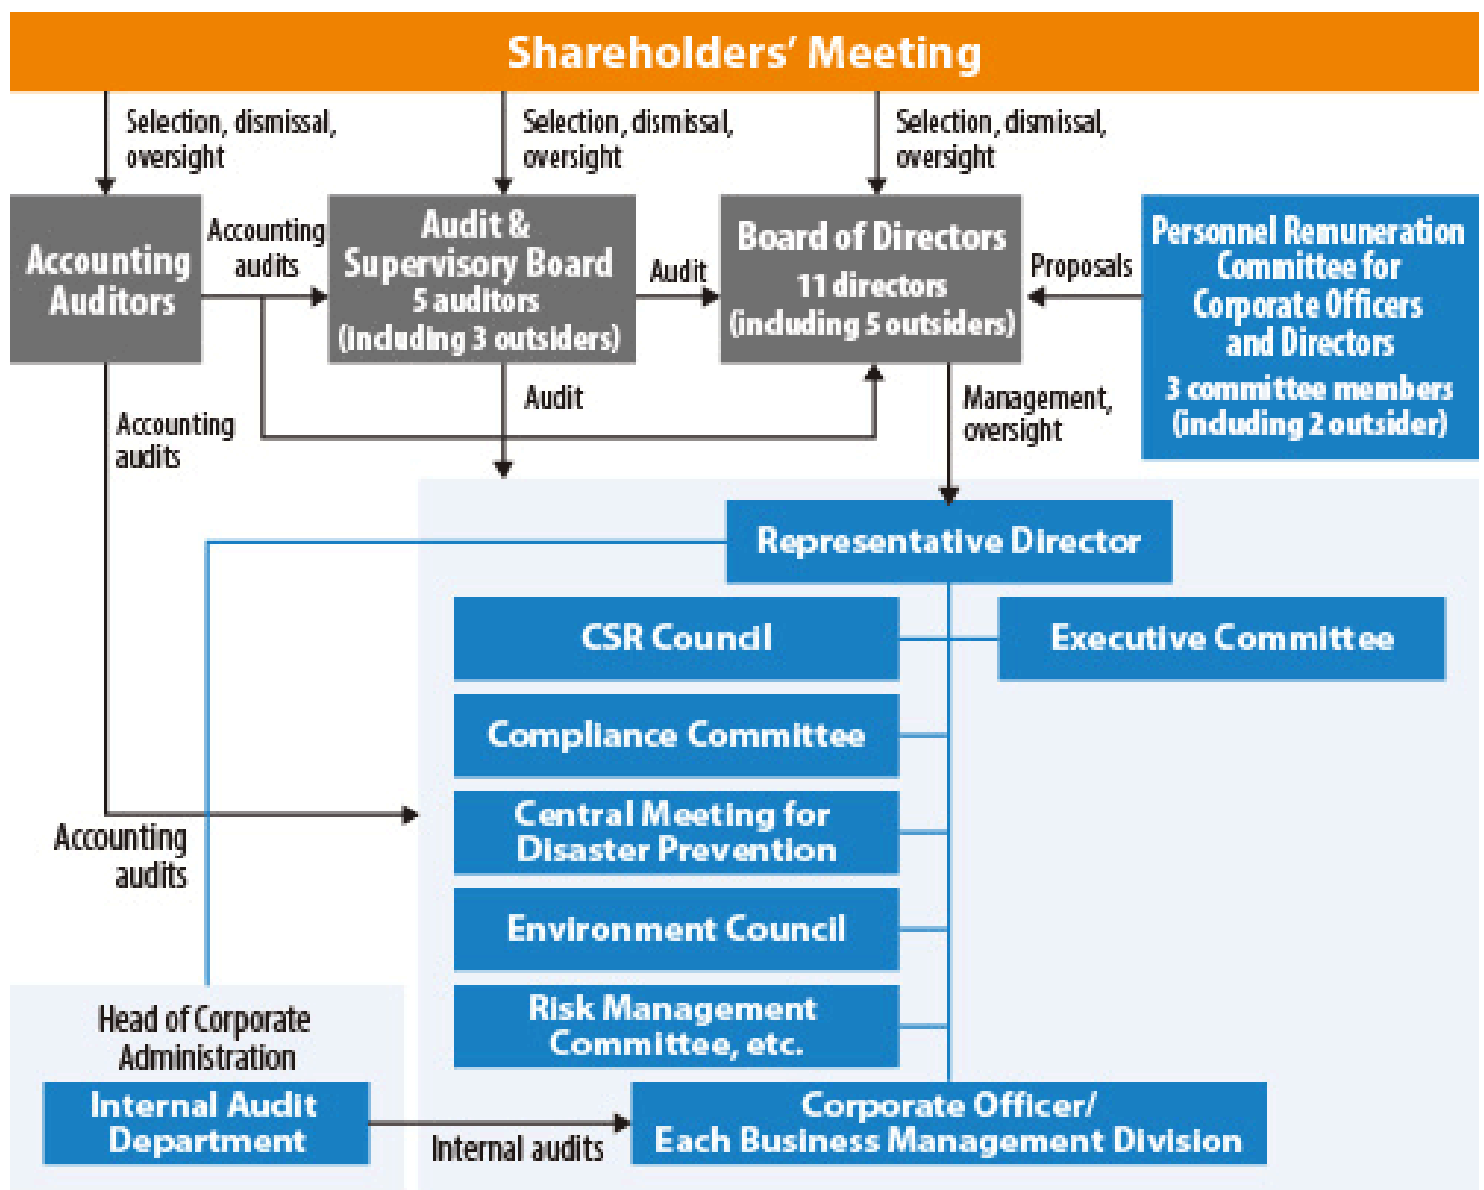 Shareholders' Meeting
Selection, dismissal,
oversight
Selection, dismissal,
oversight
Selection, dismissal,
oversight
Accounting
Auditors
Accounting
audits
Audit &
Supervisory Board
5 auditors
(including 3 outsiders)
Audit
Board of Directors
11 directors
(including 5 outsiders)
Proposals
Personnel Remuneration
Committee for
Corporate Officers
and Directors
3 committee members
(including 2 outsider)
Accounting
audits
Audit
Management,
oversight
Representative Director
CSR Council
Executive Committee
Compliance Committee
Central Meeting for
Disaster Prevention
Accounting
audits
Environment Council
Risk Management
Committee, etc.
Head of Corporate
Administration
Internal Audit
Department
Internal audits
Corporate Officer/
Each Business Management Division